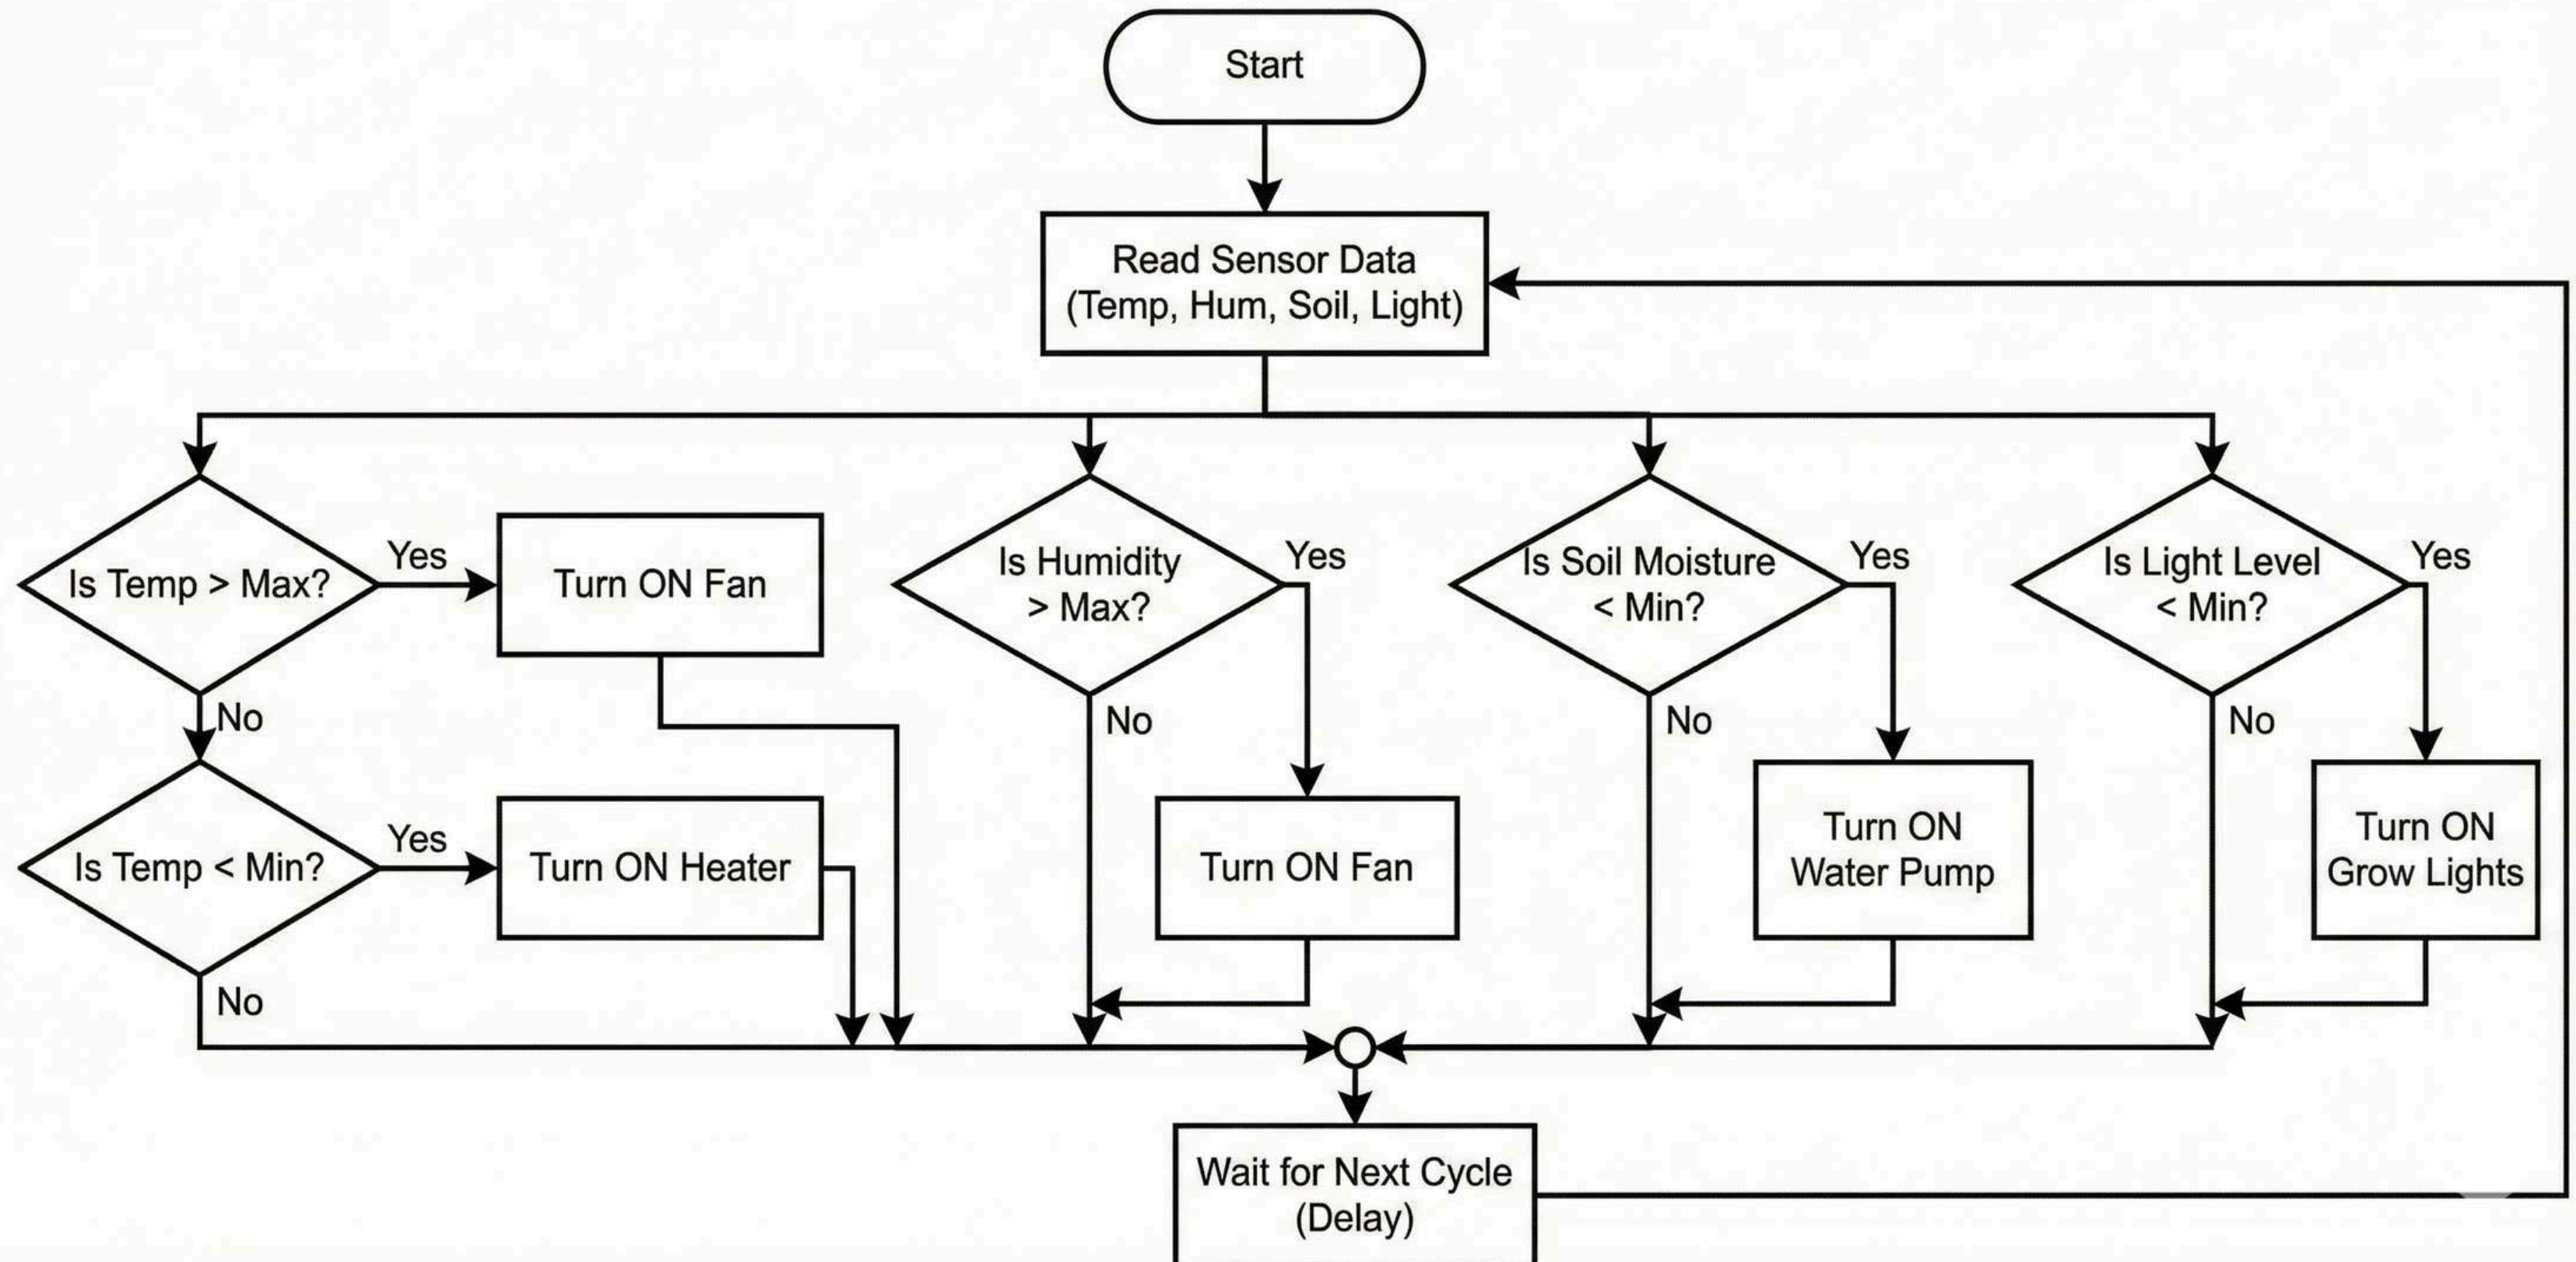 Start
Read Sensor Data
(Temp, Hum, Soil, Light)
Is Temp > Max?
Yes
Turn ON Fan
Is Humidity
> Max?
Yes
Is Soil Moisture
< Min?
Yes
Is Light Level
< Min?
Yes
No
No
No
No
Is Temp < Min?
Yes
Turn ON Heater
Turn ON Fan
Turn ON
Water Pump
Turn ON
Grow Lights
No
Wait for Next Cycle
(Delay)